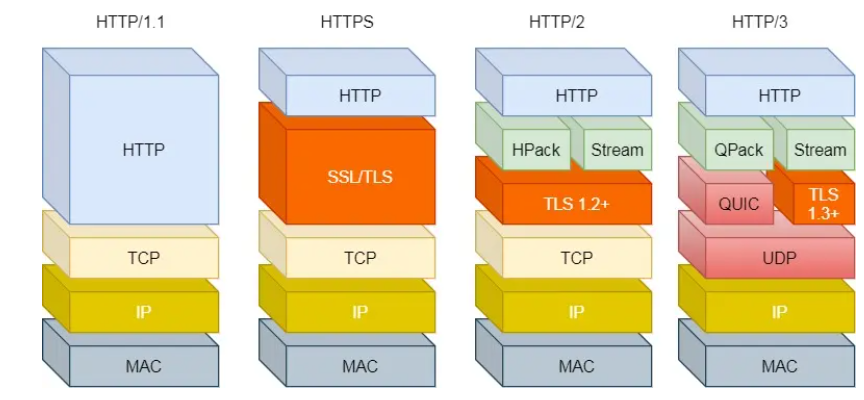 HTTP/1.1
HTTP
TCP
IP
MAC
HTTPS
HTTP
SSL/TLS
TCP
IP
MAC
HTTP/2
HTTP
HPack
Stream
TLS 1.2+
TCP
IP
MAC
HTTP/3
HTTP
QPack
Stream
QUIC
TLS
1.3+
UDP
IP
MAC